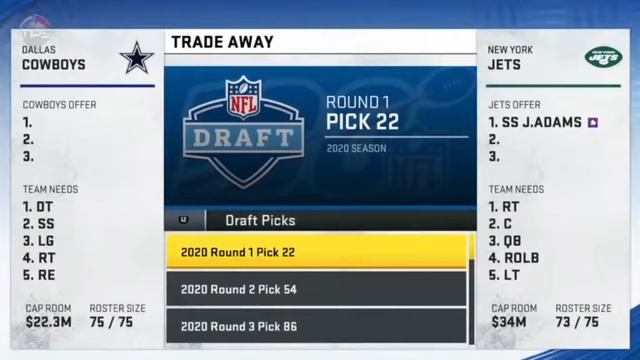 DALLAS
COWBOYS
COWBOYS OFFER
1.
2.
3.
TEAM NEEDS
1. DT
2. SS
3. LG
4. RT
5. RE
CAP ROOM
$22.3M
ROSTER SIZE
75 / 75
TRADE AWAY
NFL
DRAFT
ROUND 1
PICK 22
2020 SEASON
Draft Picks
2020 Round 1 Pick 22
2020 Round 2 Pick 54
2020 Round 3 Pick 86
NEW YORK
JETS
JETS
JETS OFFER
1. SS J.ADAMS
2.
3.
TEAM NEEDS
1. RT
2. C
3. QB
4. ROLB
5. LT
CAP ROOM
$34M
ROSTER SIZE
73 / 75